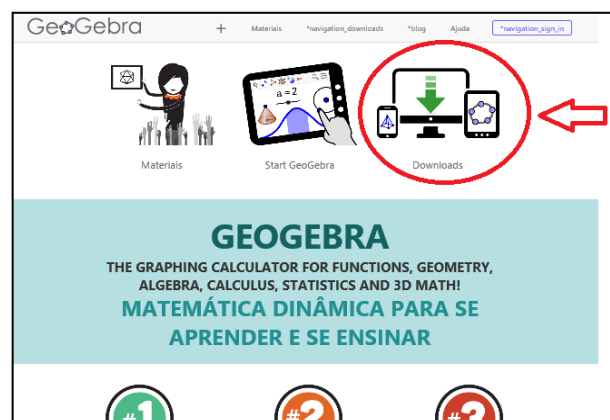 GeoGebra
+ Materiais *navigation_downloads *blog Ajuda *navigation_sign_in
a = 2
Materiais Start GeoGebra Downloads
GEOGEBRA
THE GRAPHING CALCULATOR FOR FUNCTIONS, GEOMETRY,
ALGEBRA, CALCULUS, STATISTICS AND 3D MATH!
MATEMÁTICA DINÂMICA PARA SE
APRENDER E SE ENSINAR
#1 #2 #3